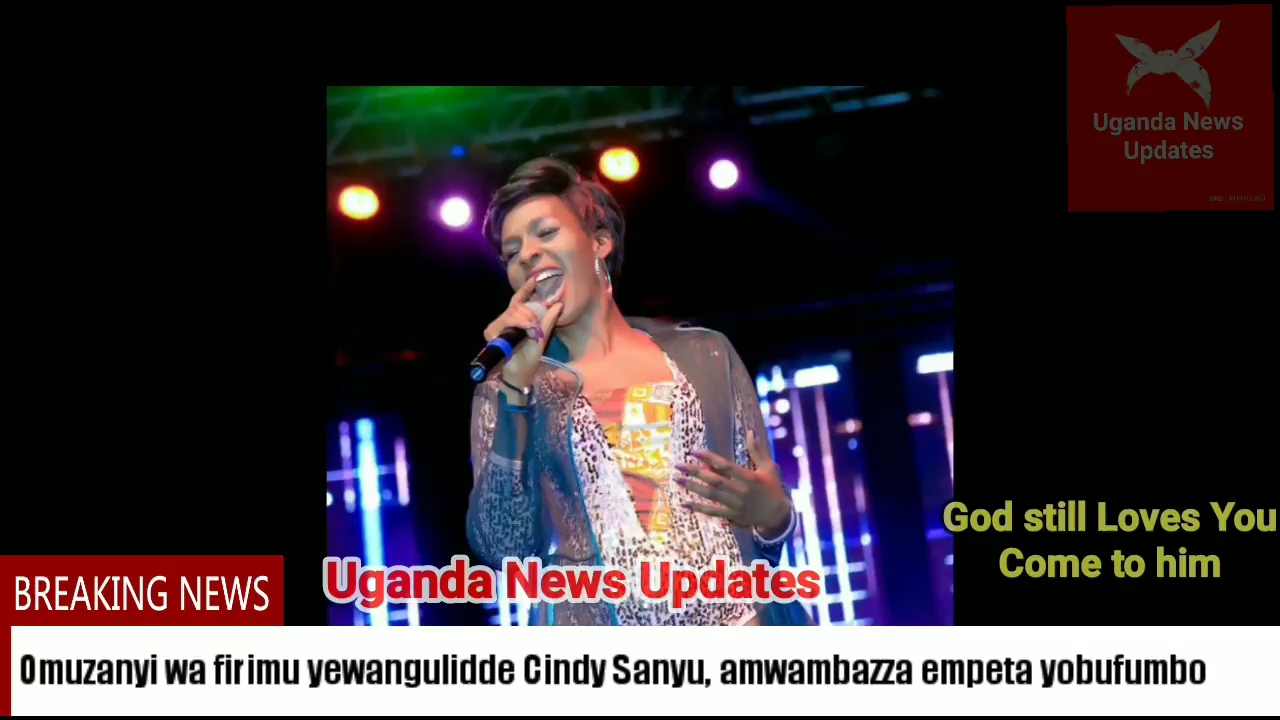 Uganda News
Updates
God still Loves You
Come to him
Uganda News Updates
BREAKING NEWS
Omuzanyi wa firimu yewangulidde Cindy Sanyu, amwambazza empeta yobufumbo